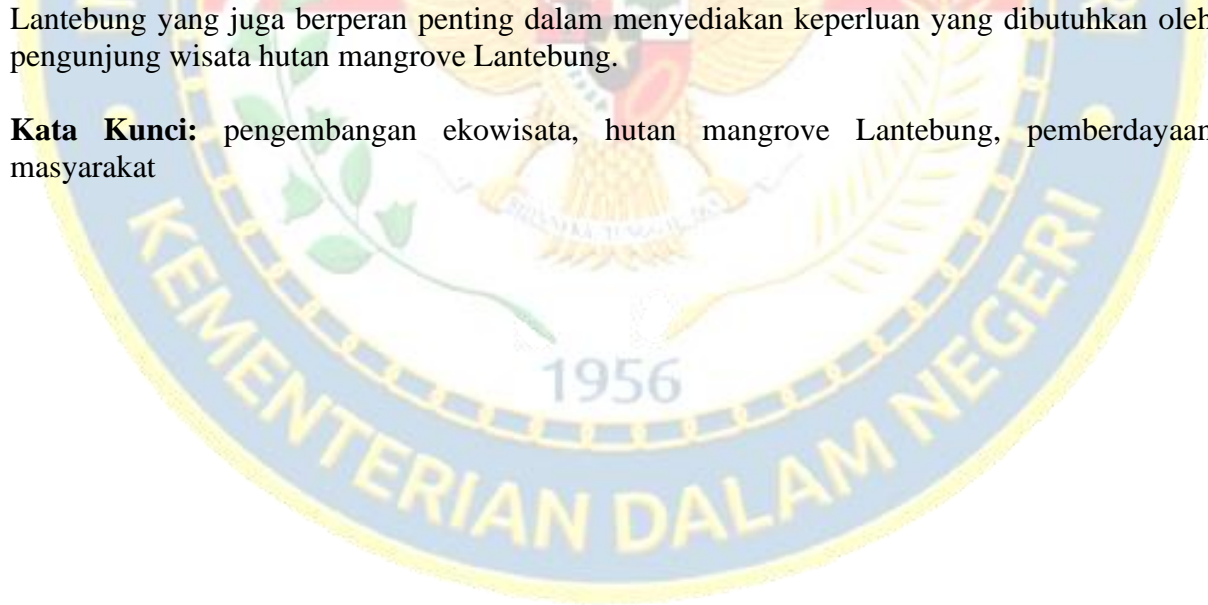 Lantebung yang juga berperan penting dalam menyediakan keperluan yang dibutuhkan oleh
pengunjung wisata hutan mangrove Lantebung.
Kata Kunci: pengembangan ekowisata, hutan mangrove Lantebung, pemberdayaan
masyarakat
1956
KEMENTERIAN DALAM NEGERI